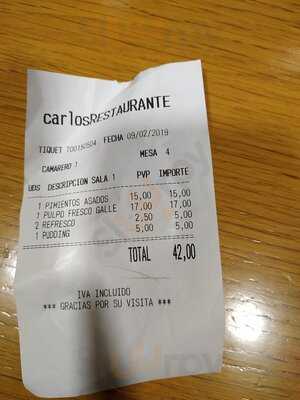 carlosRESTAURANTE
TIQUET T00150504 FECHA 09/02/2019
CAMARERO 1 MESA 4
UDS DESCRIPCION SALA 1 PVP IMPORTE
1 PIMIENTOS ASADOS 15,00 15,00
1 PULPO FRESCO GALLE 17,00 17,00
2 REFRESCO 2,50 5,00
1 PUDDING 5,00 5,00
TOTAL 42,00
IVA INCLUIDO
*** GRACIAS POR SU VISITA ***